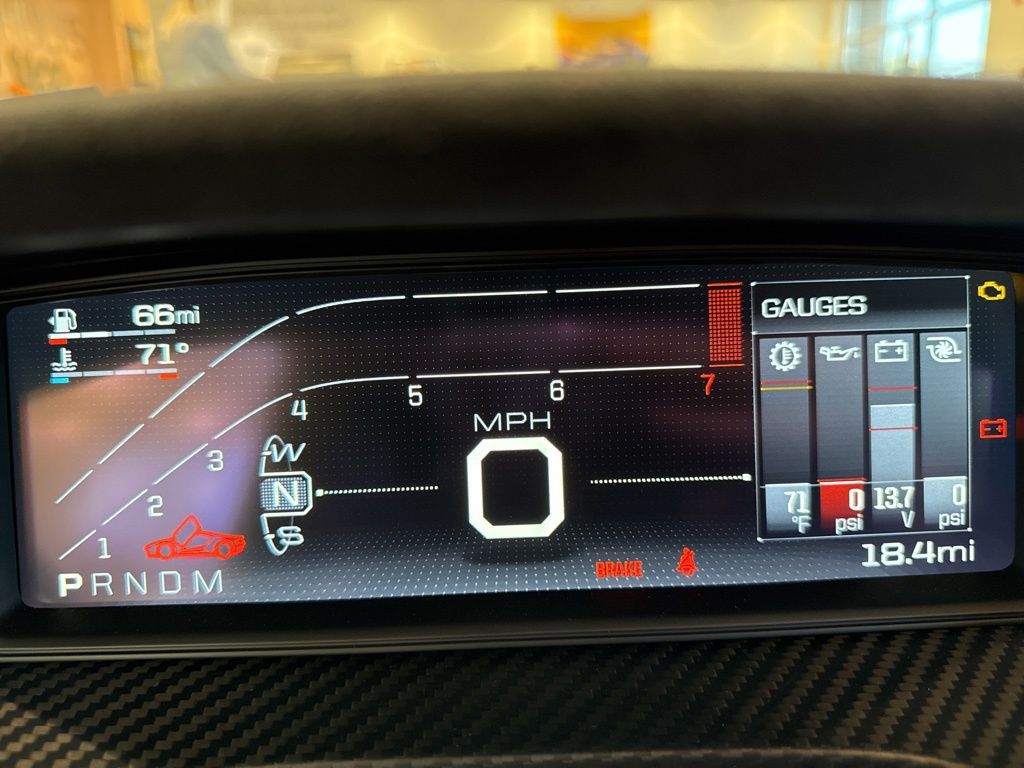 66mi
71°
GAUGES
7
6
5
4
3
2
1
MPH
0
W
N
S
71 °F
0 psi
13.7 V
0 psi
18.4mi
BRAKE
PRNDM